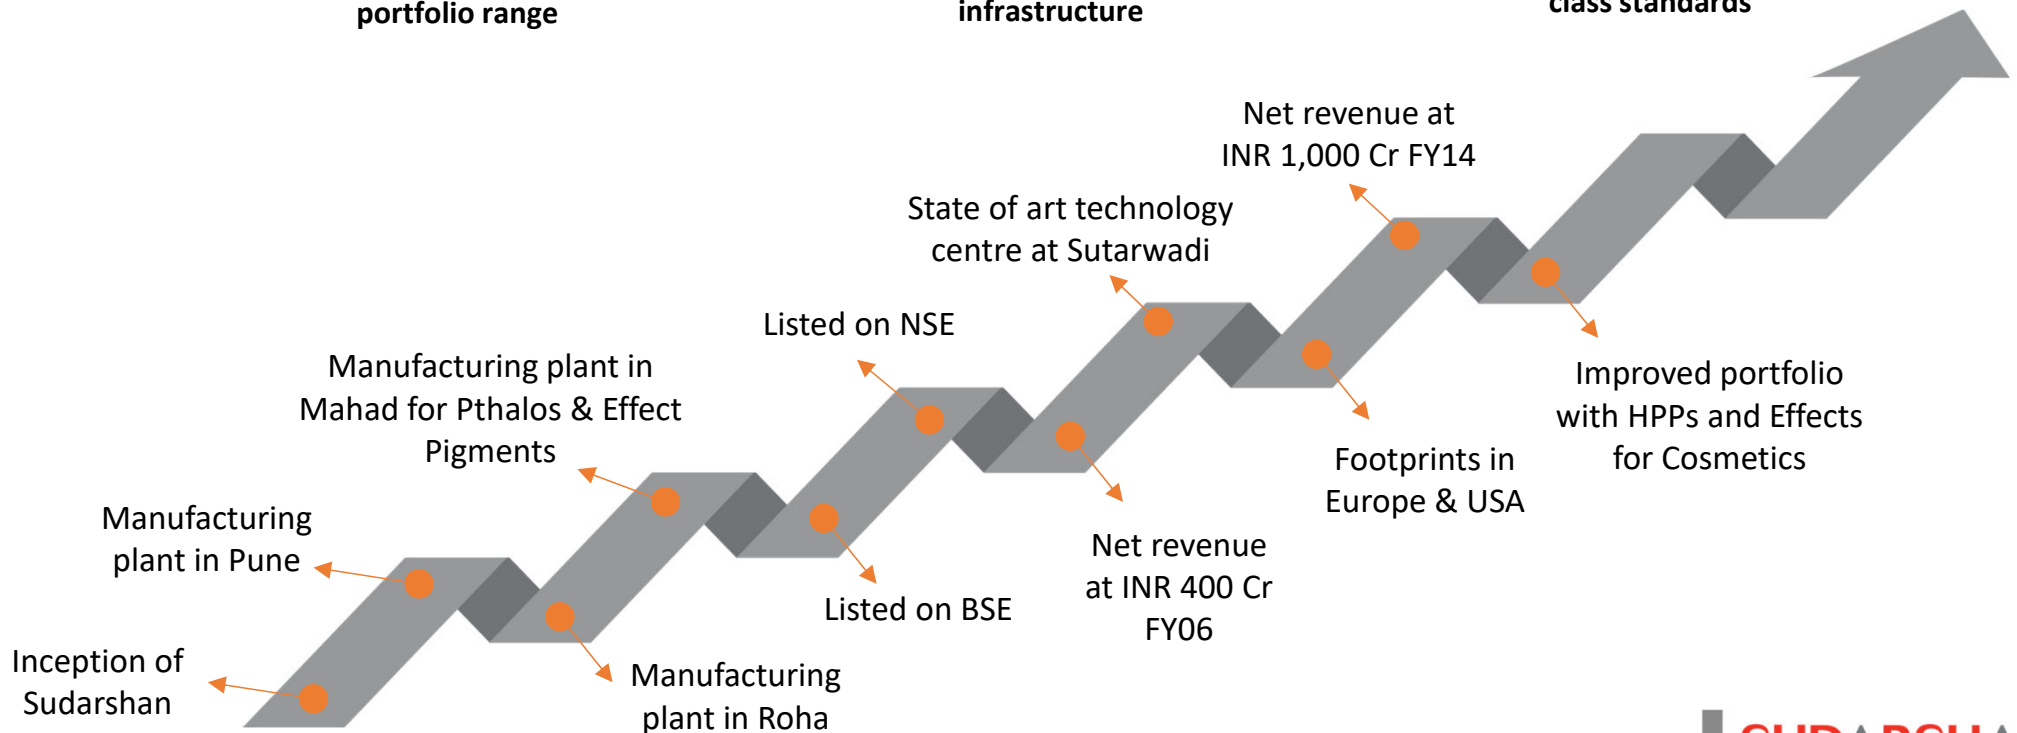 portfolio range
infrastructure
class standards
Net revenue at
INR 1,000 Cr FY14
State of art technology
centre at Sutarwadi
Listed on NSE
Manufacturing plant in
Mahad for Pthalos & Effect
Pigments
Improved portfolio
with HPPs and Effects
for Cosmetics
Footprints in
Europe & USA
Manufacturing
plant in Pune
Net revenue
at INR 400 Cr
FY06
Listed on BSE
Inception of
Sudarshan
Manufacturing
plant in Roha
SUDARSHA